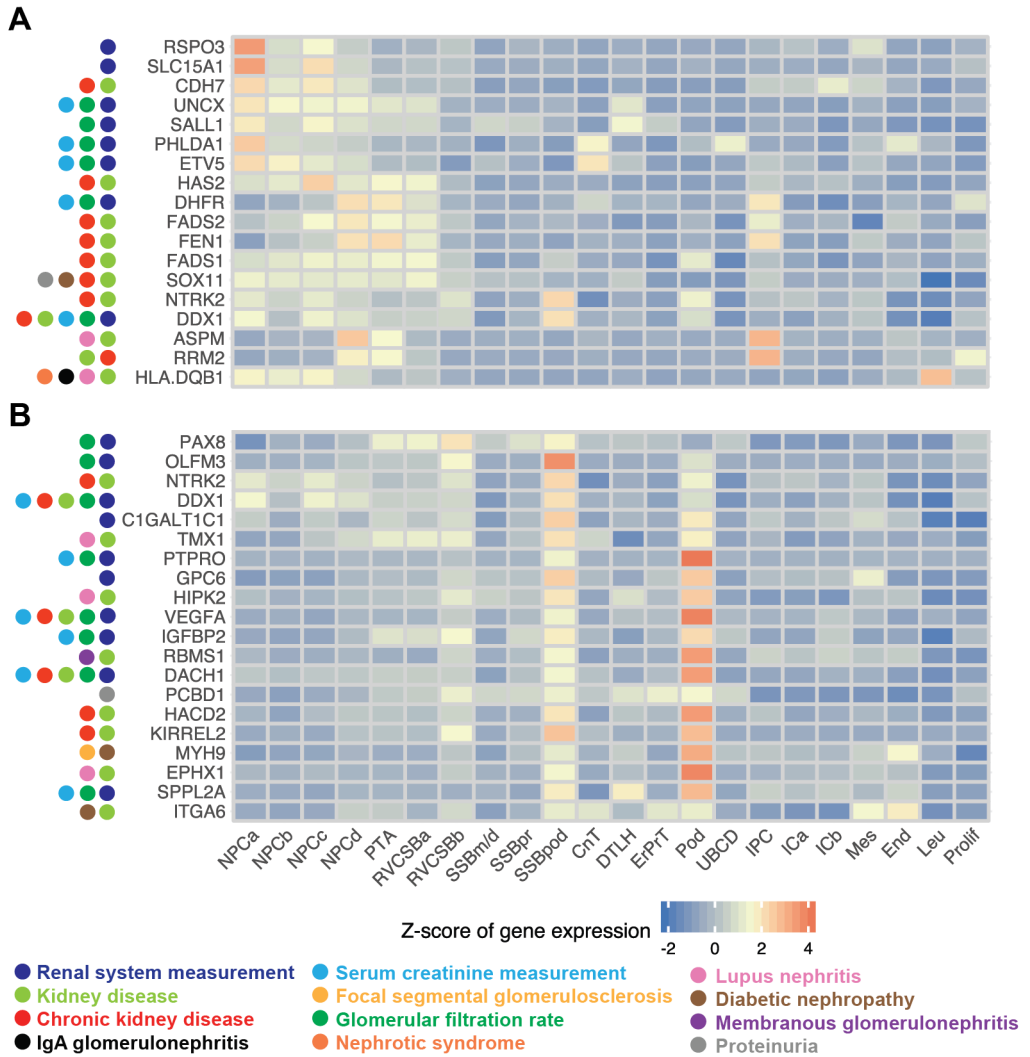 A
RSPO3
SLC15A1
CDH7
UNCX
SALL1
PHLDA1
ETV5
HAS2
DHFR
FADS2
FEN1
FADS1
SOX11
NTRK2
DDX1
ASPM
RRM2
HLA.DQB1
B
PAX8
OLFM3
NTRK2
DDX1
C1GALT1C1
TMX1
PTPRO
GPC6
HIPK2
VEGFA
IGFBP2
RBMS1
DACH1
PCBD1
HACD2
KIRREL2
MYH9
EPHX1
SPPL2A
ITGA6
NPCa NPCb NPCc NPCd PTA RVCSBa RVCSBb SSBm/d SSBpr SSBpod CnT DTLH ErPrT Pod UBCD IPC ICa ICb Mes End Leu Prolif
Z-score of gene expression
-2 0 2 4
Renal system measurement Serum creatinine measurement Lupus nephritis
Kidney disease Focal segmental glomerulosclerosis Diabetic nephropathy
Chronic kidney disease Glomerular filtration rate Membranous glomerulonephritis
IgA glomerulonephritis Nephrotic syndrome Proteinuria